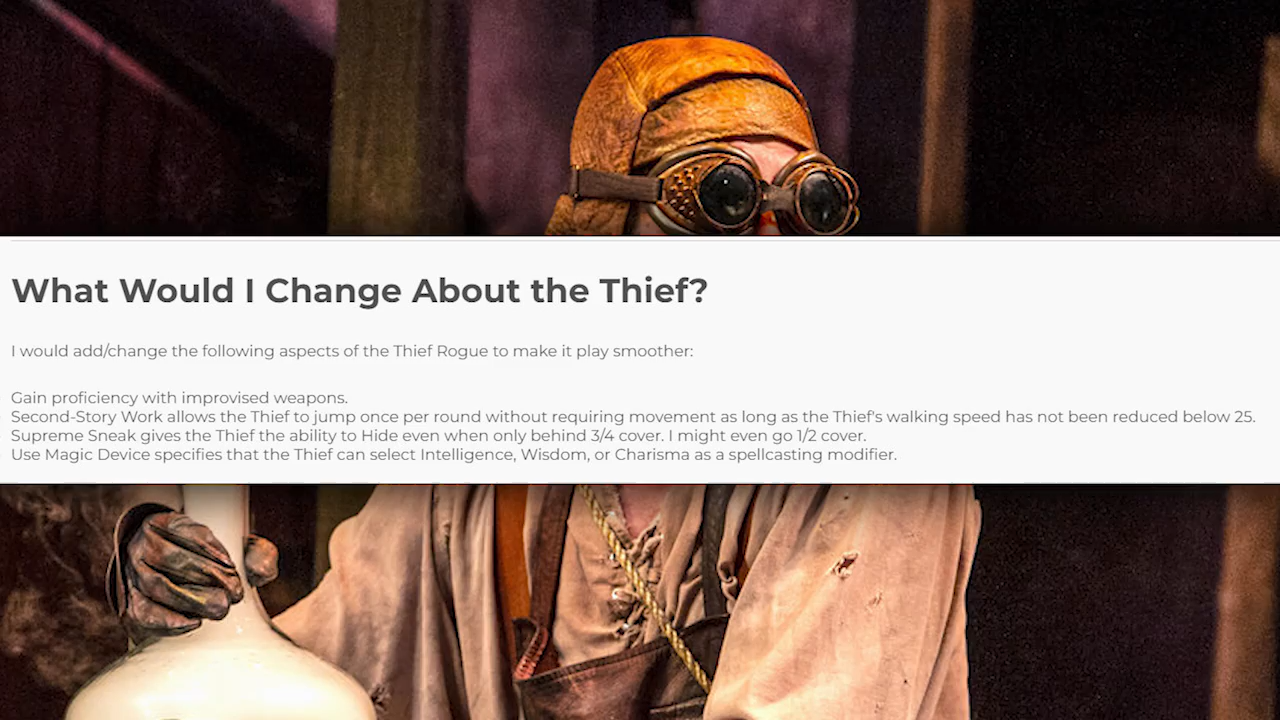 What Would I Change About the Thief?
I would add/change the following aspects of the Thief Rogue to make it play smoother:
Gain proficiency with improvised weapons.
Second-Story Work allows the Thief to jump once per round without requiring movement as long as the Thief's walking speed has not been reduced below 25.
Supreme Sneak gives the Thief the ability to Hide even when only behind 3/4 cover. I might even go 1/2 cover.
Use Magic Device specifies that the Thief can select Intelligence, Wisdom, or Charisma as a spellcasting modifier.